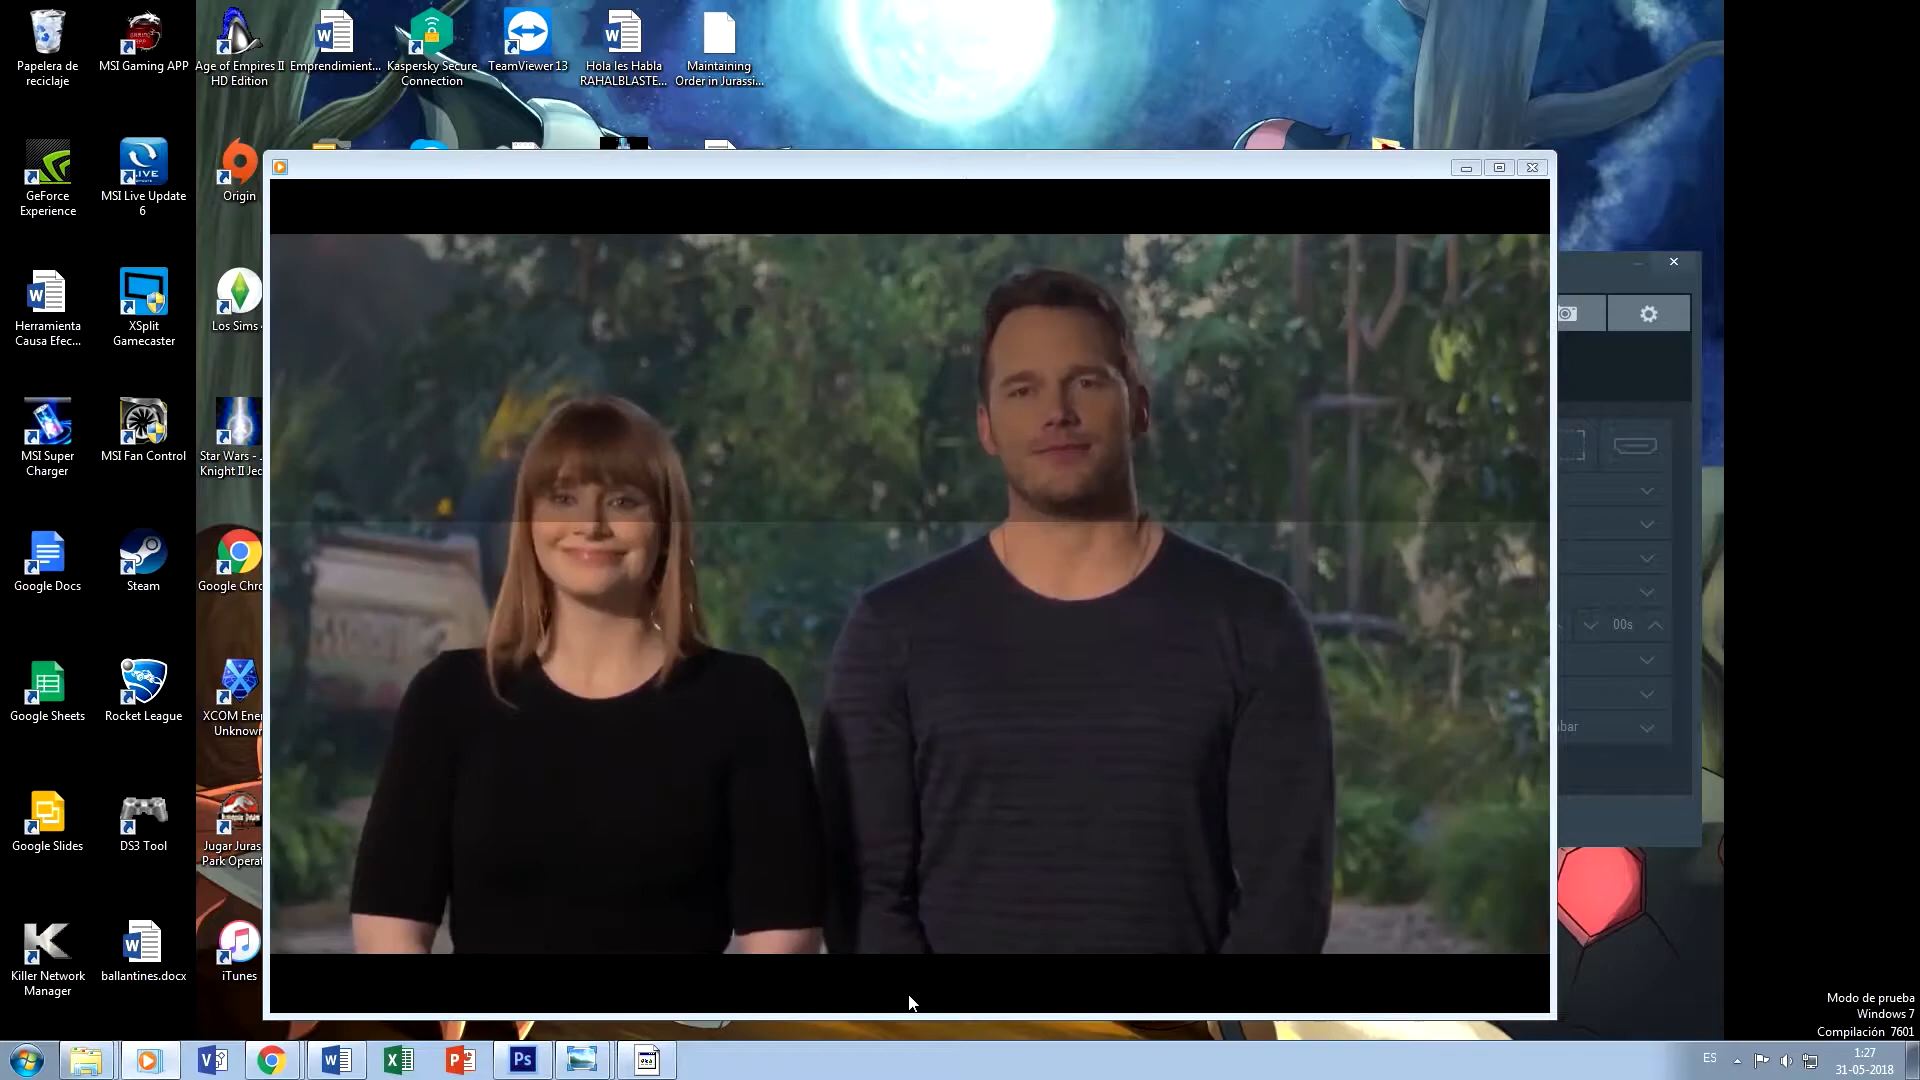 Papelera de
reciclaje
MSI Gaming APP
Age of Empires II
HD Edition
Emprendimient...
Kaspersky Secure
Connection
TeamViewer 13
Hola les Habla
RAHALBLASTE...
Maintaining
Order in Jurassi...
GeForce
Experience
MSI Live Update
6
Origin
Herramienta
Causa Efec...
XSplit
Gamecaster
Los Sims
MSI Super
Charger
MSI Fan Control
Star Wars -
Knight II Jec
Google Docs
Steam
Google Chro
Google Sheets
Rocket League
XCOM Ene
Unknow
Google Slides
DS3 Tool
Jugar Juras
Park Operat
Killer Network
Manager
ballantines.docx
iTunes
00s
bar
Modo de prueba
Windows 7
Compilación 7601
ES
1:27
31-05-2018